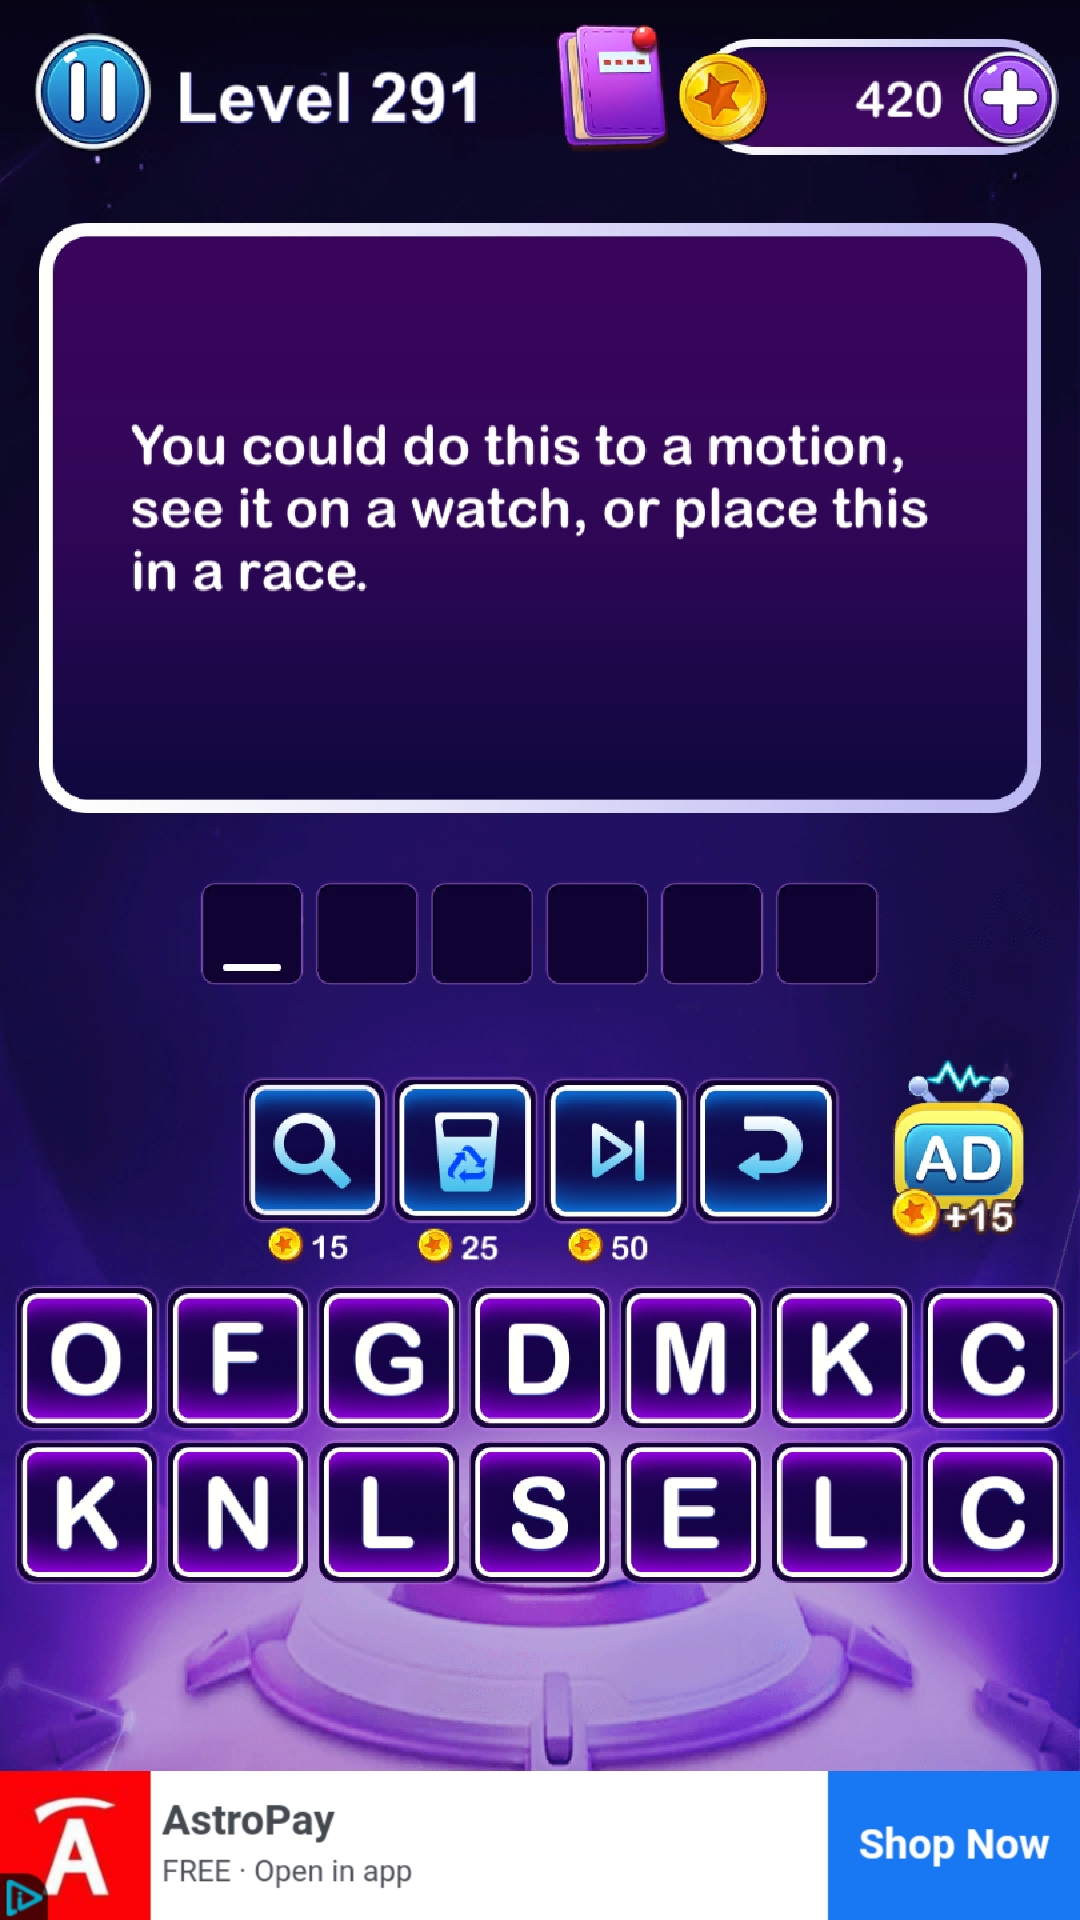 Level 291
420
You could do this to a motion,
see it on a watch, or place this
in a race.
AD
+15
15 25 50
O F G D M K C
K N L S E L C
AstroPay
FREE · Open in app
Shop Now
A